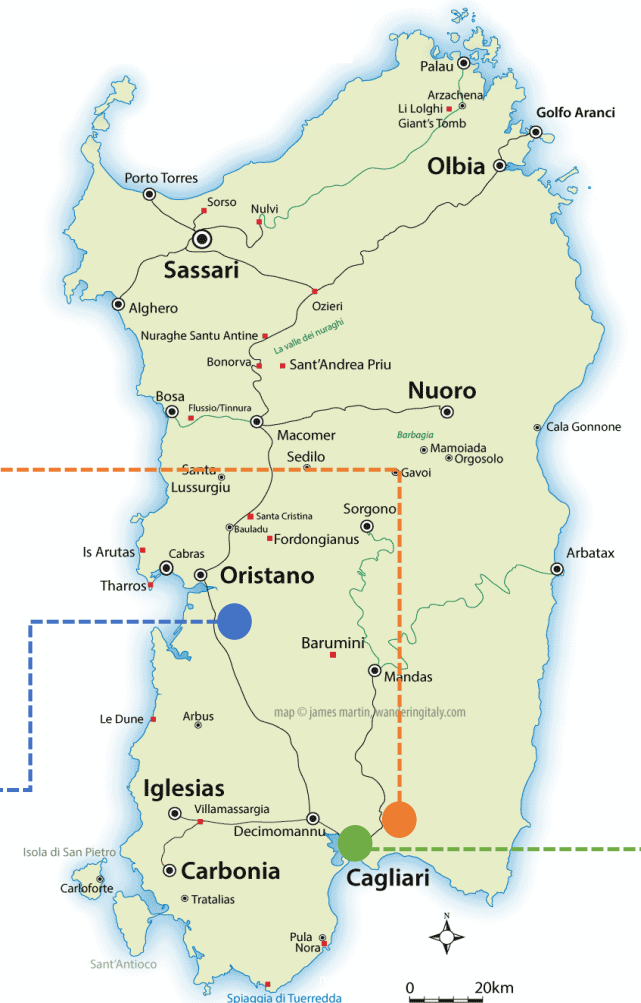 Palau
Arzachena
Li Lolghi
Giant's Tomb
Golfo Aranci
Olbia
Porto Torres
Sorso
Nulvi
Sassari
Ozieri
Alghero
Nuraghe Santu Antine
La valle dei nuraghi
Bonorva
Sant'Andrea Priu
Nuoro
Bosa
Flussio/Tinnura
Cala Gonnone
Macomer
Barbagia
Mamoiada
Orgosolo
Sedilo
Santa
Lussurgiu
Gavoi
Sorgono
Santa Cristina
Bauladu
Fordongianus
Is Arutas
Cabras
Arbatax
Oristano
Tharros
Barumini
Mandas
map © james martin, wanderingitaly.com
Le Dune
Arbus
Iglesias
Villamassargia
Decimomannu
Isola di San Pietro
Carbonia
Cagliari
Carloforte
Tratalias
N
Pula
Nora
Sant'Antioco
0 20km
Spiaggia di Tuerredda